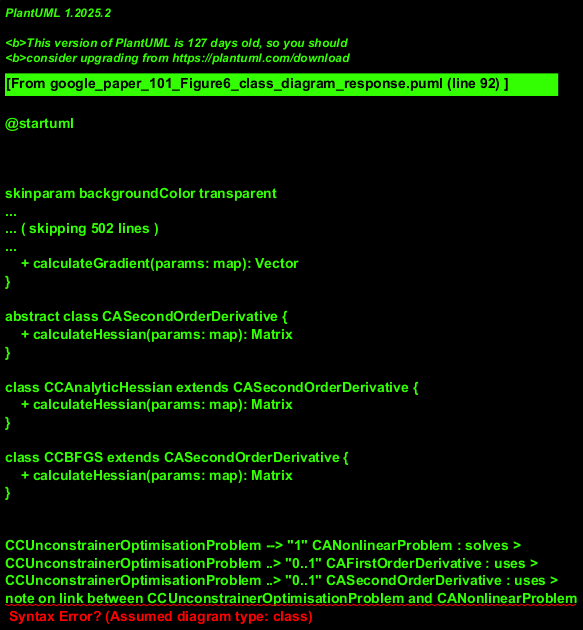 PlantUML 1.2025.2
<b>This version of PlantUML is 127 days old, so you should
<b>consider upgrading from https://plantuml.com/download
[From google_paper_101_Figure6_class_diagram_response.puml (line 92) ]
@startuml
skinparam backgroundColor transparent
...
... ( skipping 502 lines )
...
+ calculateGradient(params: map): Vector
}
abstract class CASecondOrderDerivative {
+ calculateHessian(params: map): Matrix
}
class CCAnalyticHessian extends CASecondOrderDerivative {
+ calculateHessian(params: map): Matrix
}
class CCBFGS extends CASecondOrderDerivative {
+ calculateHessian(params: map): Matrix
}
CCUnconstrainerOptimisationProblem --> "1" CANonlinearProblem : solves >
CCUnconstrainerOptimisationProblem ..> "0..1" CAFirstOrderDerivative : uses >
CCUnconstrainerOptimisationProblem ..> "0..1" CASecondOrderDerivative : uses >
note on link between CCUnconstrainerOptimisationProblem and CANonlinearProblem
Syntax Error? (Assumed diagram type: class)